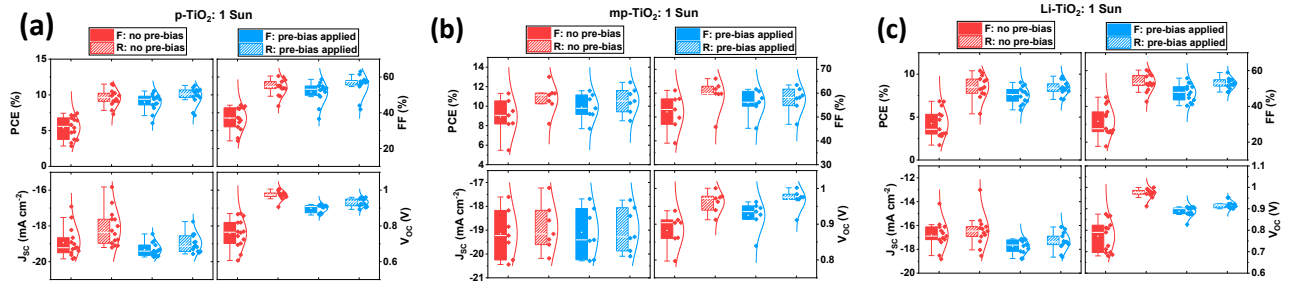 (a)
p-TiO2: 1 Sun
F: no pre-bias
R: no pre-bias
F: pre-bias applied
R: pre-bias applied
PCE (%)
15
10
5
0
FF (%)
60
40
20
JSC (mA cm-2)
-16
-18
-20
1.0
0.8
0.6
(b)
mp-TiO2: 1 Sun
F: no pre-bias
R: no pre-bias
F: pre-bias applied
R: pre-bias applied
PCE (%)
14
12
10
8
6
4
FF (%)
70
60
50
40
30
JSC (mA cm-2)
-17
-18
-19
-20
-21
VOC (V)
1
0.9
0.8
(c)
Li-TiO2: 1 Sun
F: no pre-bias
R: no pre-bias
F: pre-bias applied
R: pre-bias applied
PCE (%)
10
5
0
FF (%)
60
40
20
JSC (mA cm-2)
-12
-14
-16
-18
-20
VOC (V)
1.1
1
0.9
0.8
0.7
0.6
VOC (V)